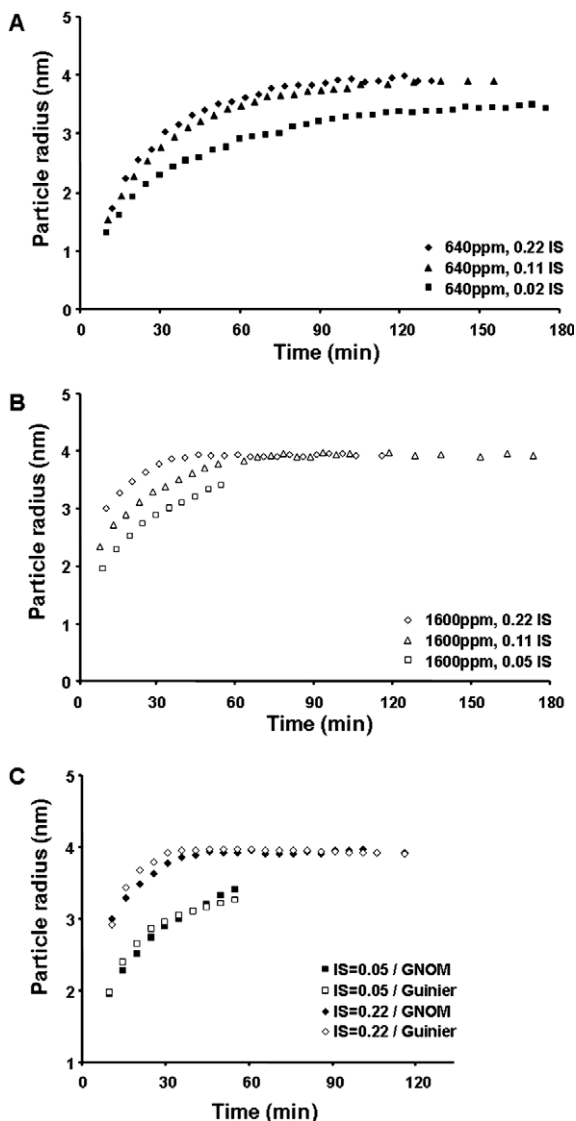 A
Particle radius (nm)
5
4
3
2
1
0
640ppm, 0.22 IS
640ppm, 0.11 IS
640ppm, 0.02 IS
0 30 60 90 120 150 180
Time (min)
B
Particle radius (nm)
5
4
3
2
1
0
1600ppm, 0.22 IS
1600ppm, 0.11 IS
1600ppm, 0.05 IS
0 30 60 90 120 150 180
Time (min)
C
Particle radius (nm)
5
4
3
2
1
IS=0.05 / GNOM
IS=0.05 / Guinier
IS=0.22 / GNOM
IS=0.22 / Guinier
0 30 60 90 120
Time (min)